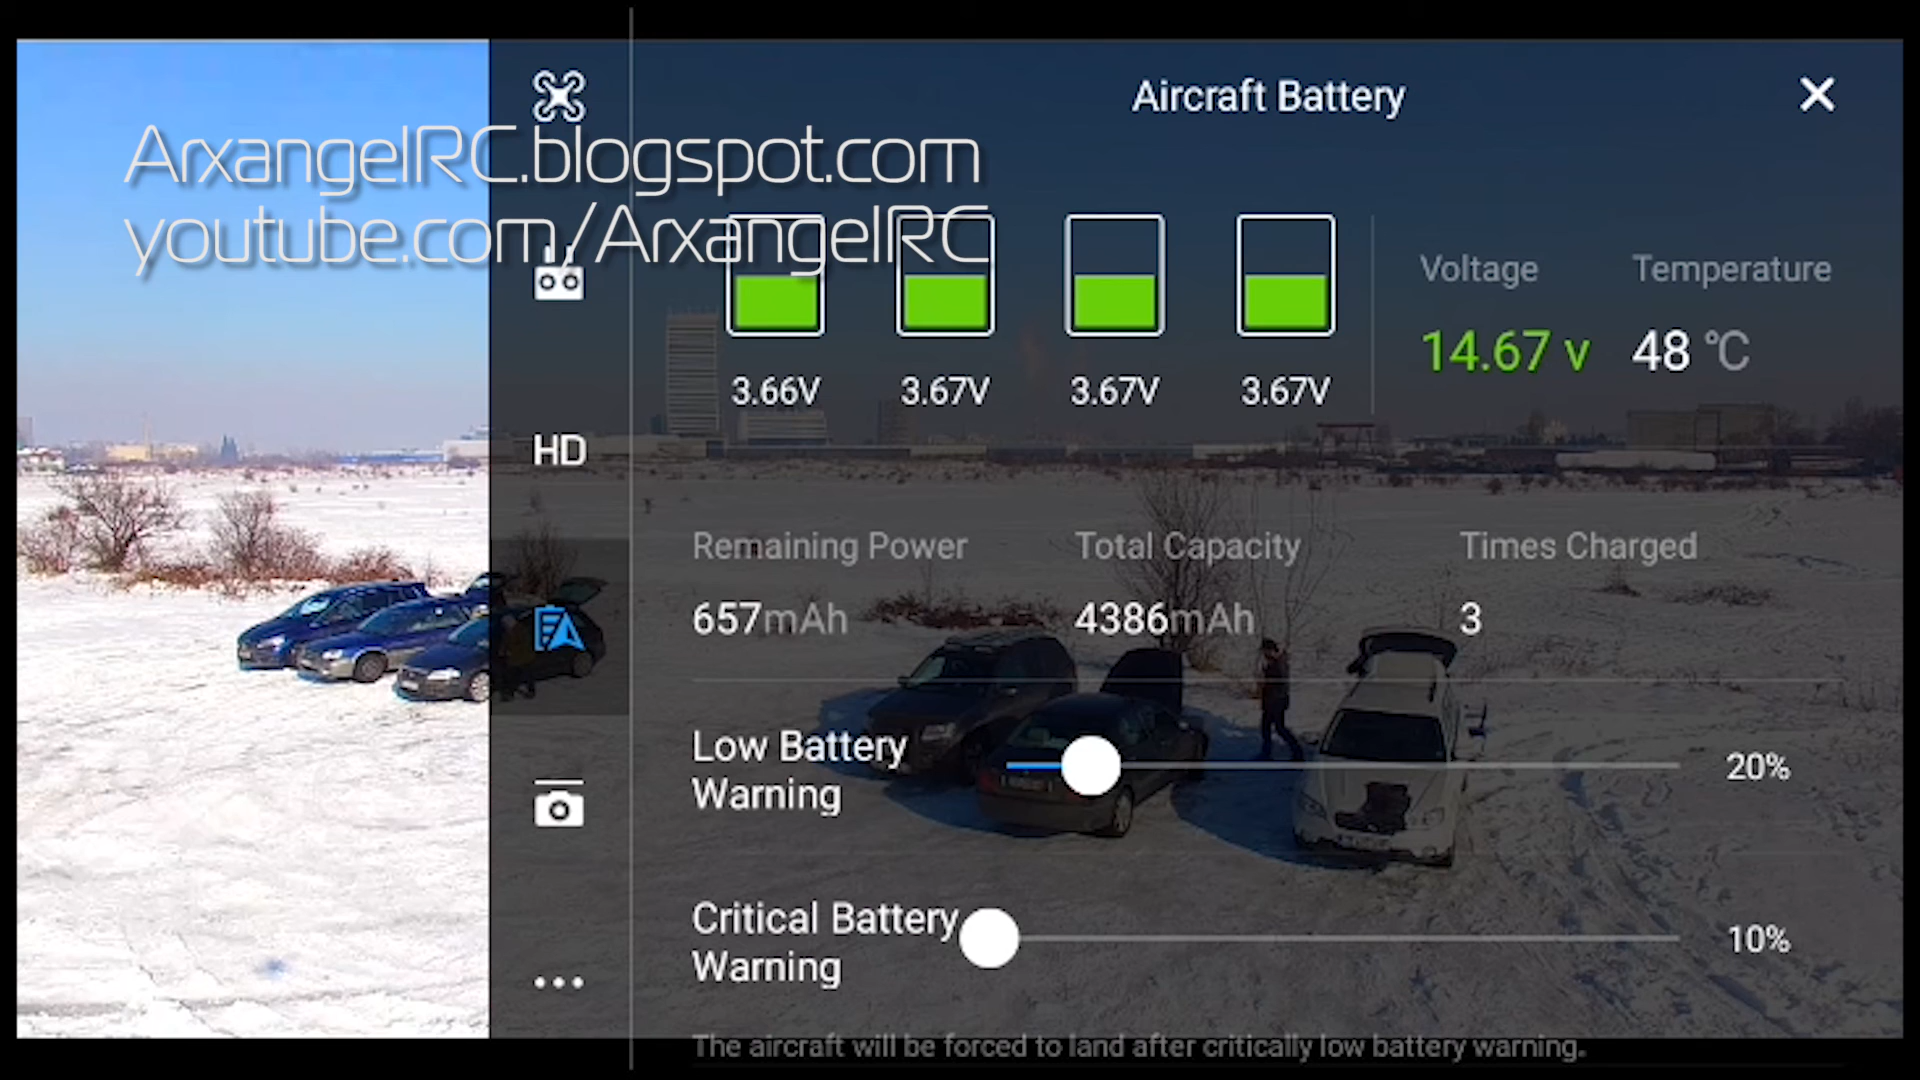 Aircraft Battery
ArxangelRC.blogspot.com
youtube.com/ArxangelRC
Voltage Temperature
14.67 v 48 °C
3.66V 3.67V 3.67V 3.67V
HD
Remaining Power Total Capacity Times Charged
657mAh 4386mAh 3
Low Battery
Warning
20%
Critical Battery
Warning
10%
The aircraft will be forced to land after critically low battery warning.